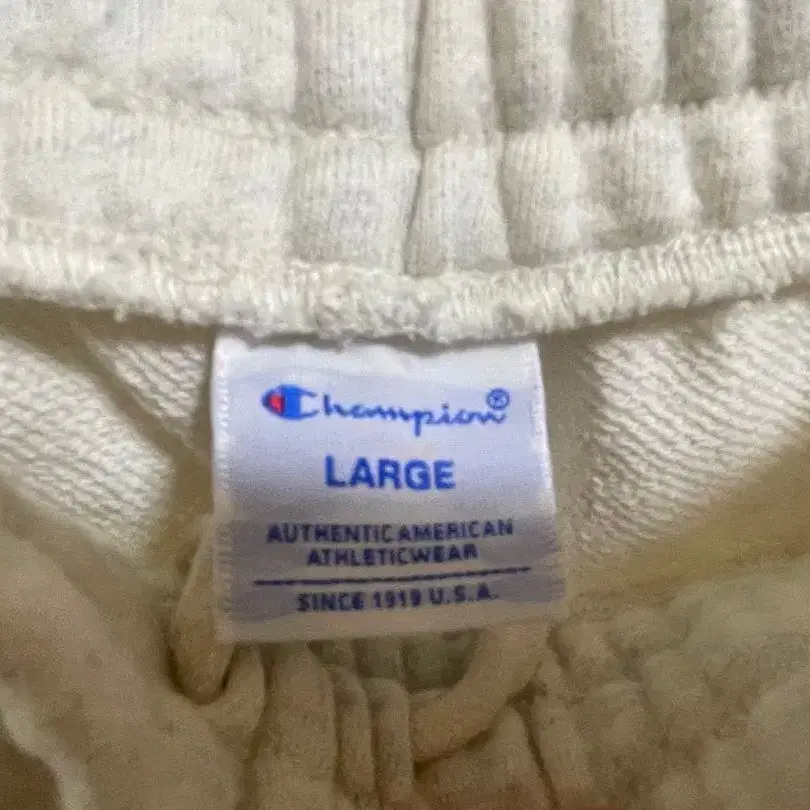 Champion®
LARGE
AUTHENTIC AMERICAN
ATHLETICWEAR
SINCE 1919 U.S.A.